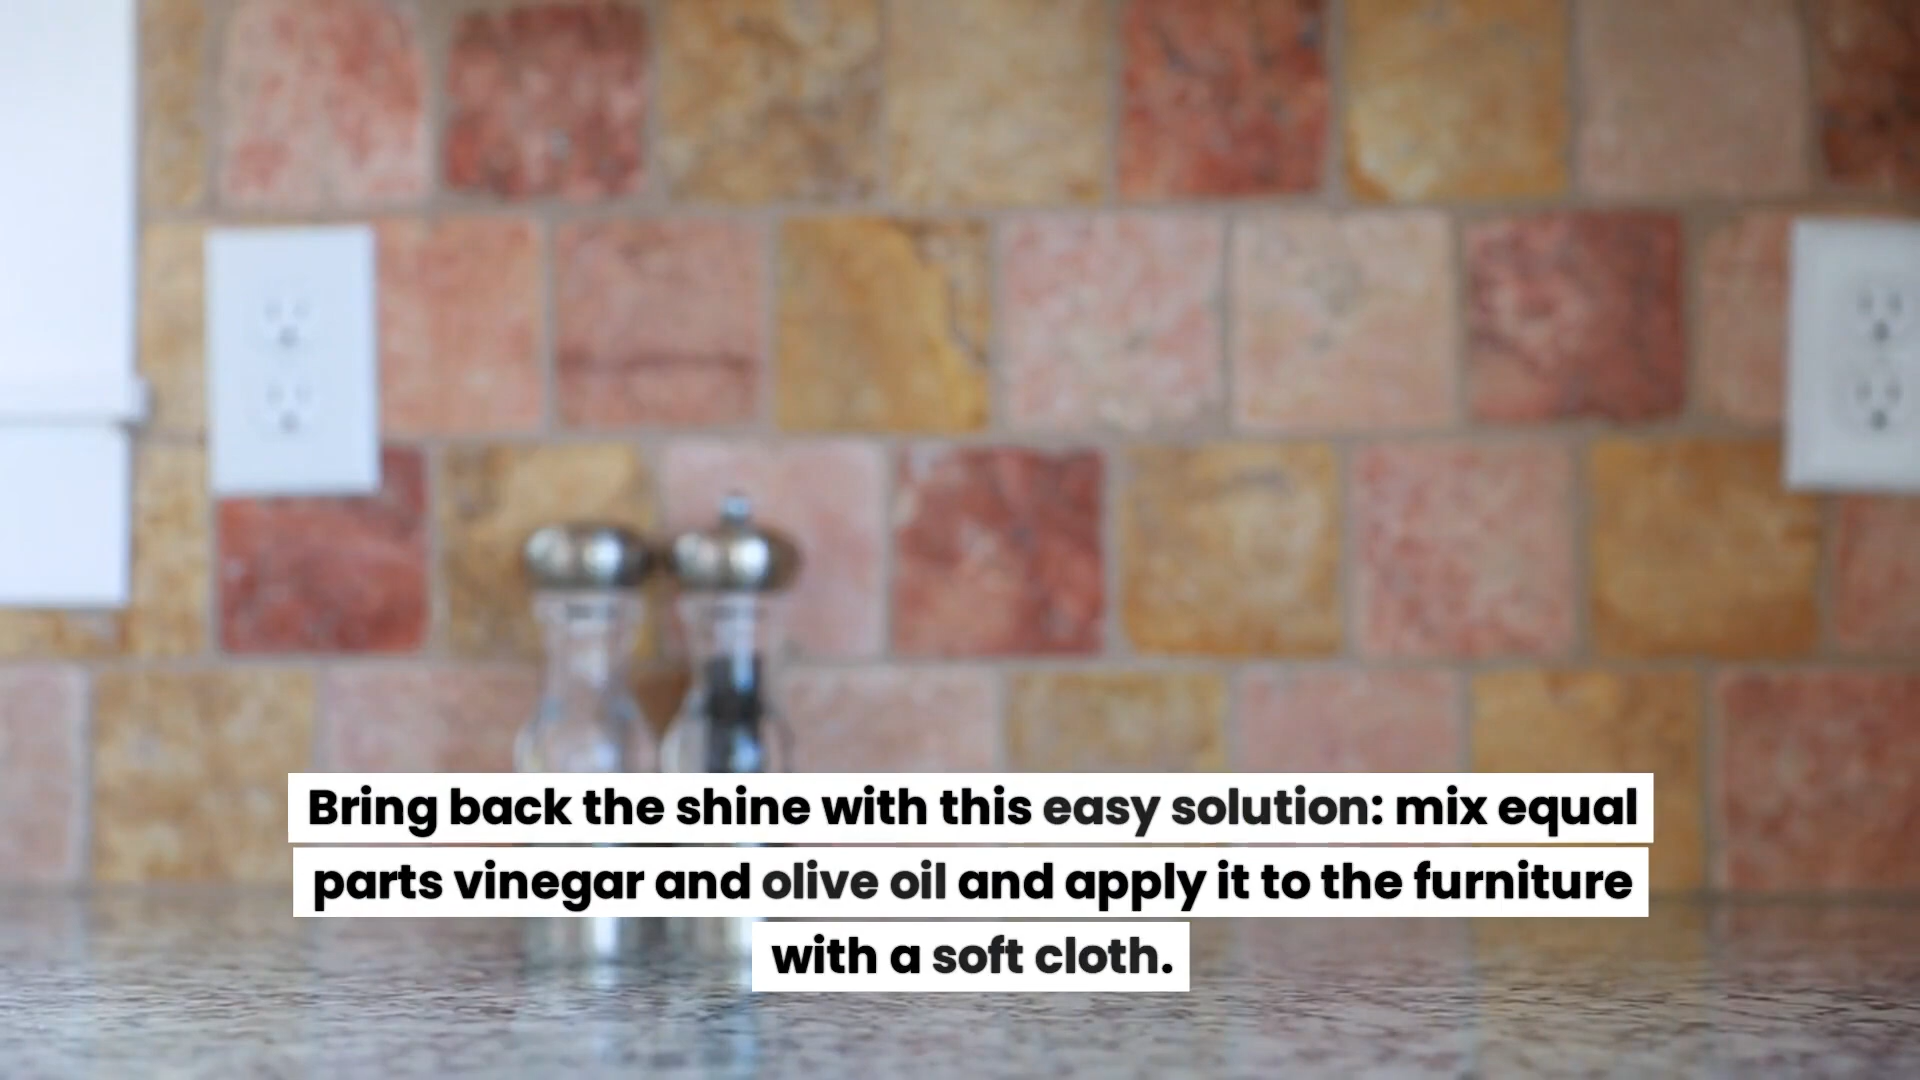 Bring back the shine with this easy solution: mix equal
parts vinegar and olive oil and apply it to the furniture
with a soft cloth.